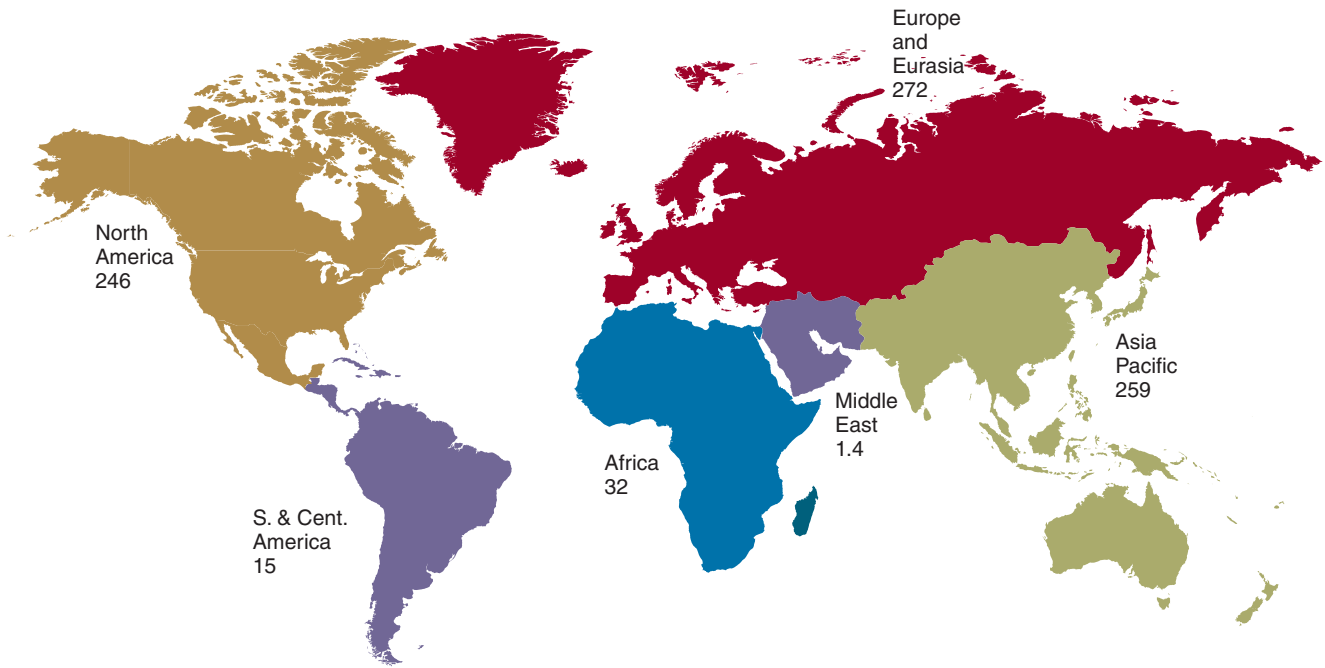 Europe
and
Eurasia
272
North
America
246
Asia
Pacific
259
Middle
East
1.4
Africa
32
S. & Cent.
America
15